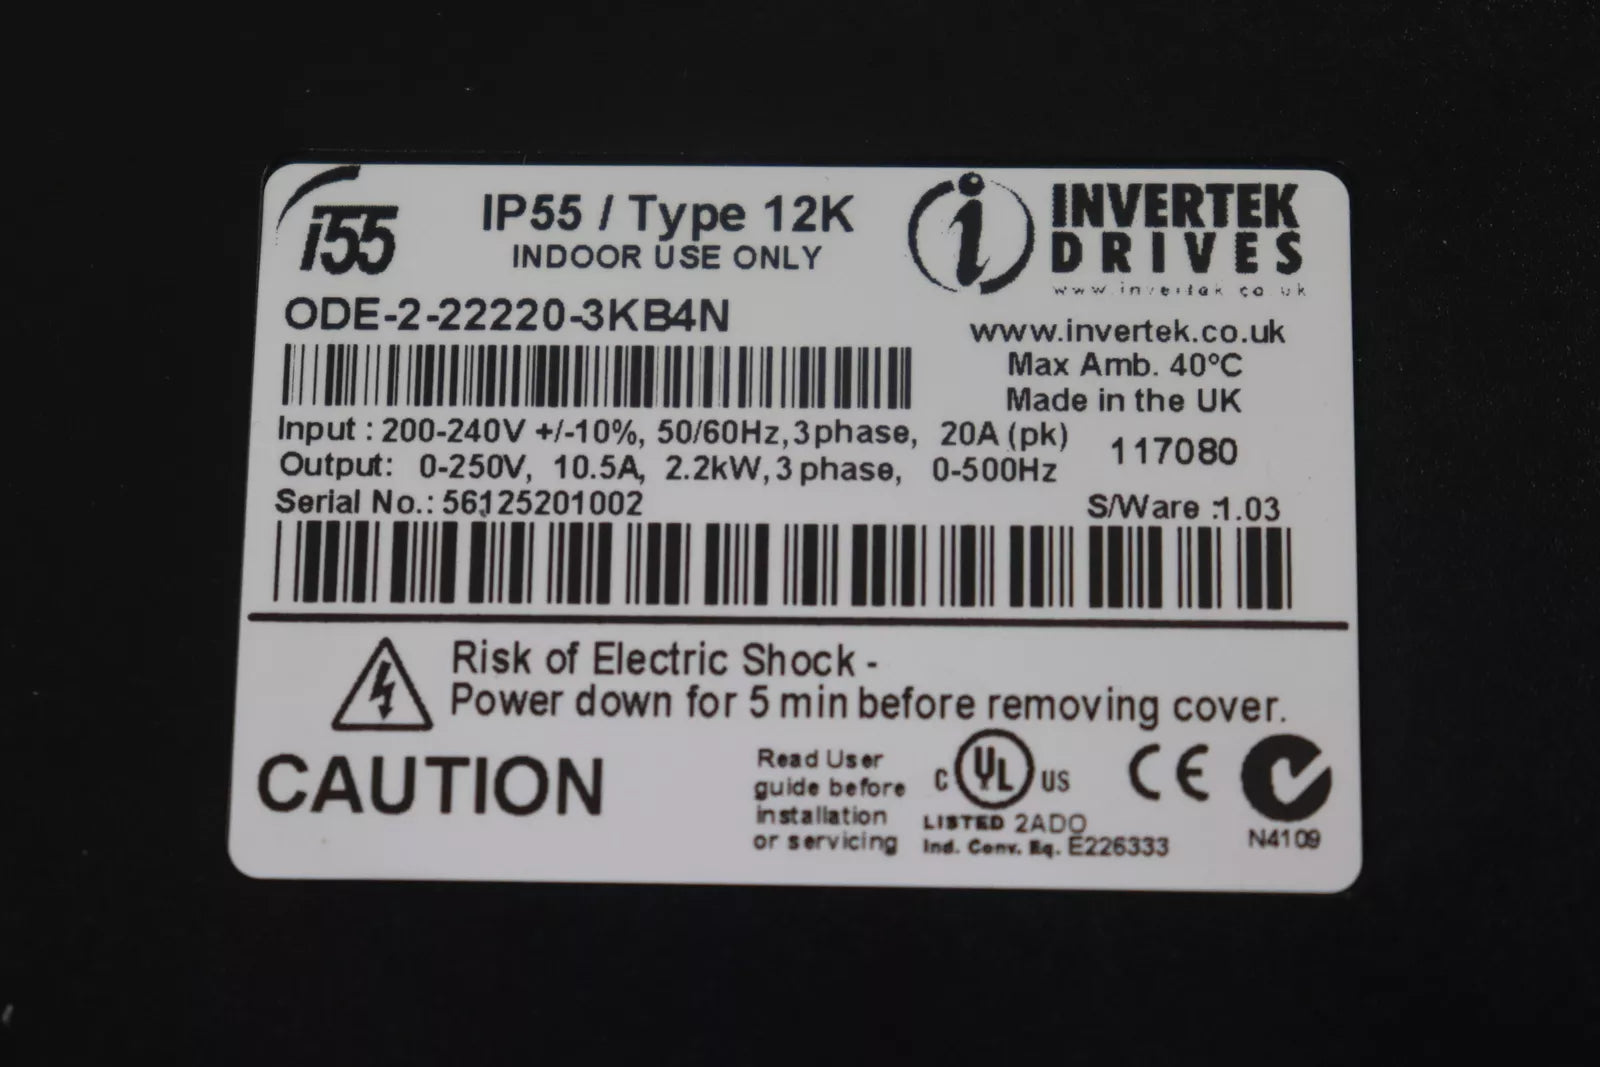 i55
IP55 / Type 12K
INDOOR USE ONLY
INVERTEK
DRIVES
www.invertek.co.uk
ODE-2-22220-3KB4N
www.invertek.co.uk
Max Amb. 40°C
Made in the UK
Input : 200-240V +/-10%, 50/60Hz,3phase, 20A (pk)
117080
Output: 0-250V, 10.5A, 2.2kW,3 phase, 0-500Hz
Serial No.: 56125201002
S/Ware :1.03
Risk of Electric Shock -
Power down for 5 min before removing cover.
CAUTION
Read User
guide before
installation
or servicing
C UL US
LISTED 2ADO
Ind. Conv. Eq. E226333
CE
N4109